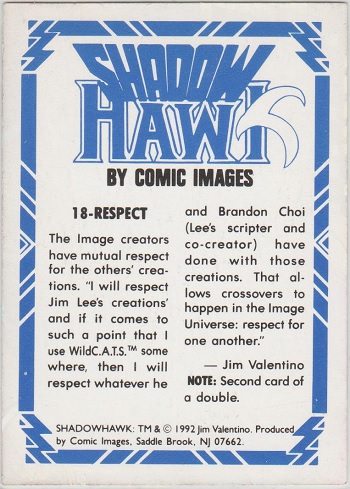 SHADOW
HAWK
BY COMIC IMAGES
18-RESPECT
The Image creators
have mutual respect
for the others' crea-
tions. “I will respect
Jim Lee's creations'
and if it comes to
such a point that I
use WildC.A.T.S.™ some
where, then I will
respect whatever he
and Brandon Choi
(Lee's scripter and
co-creator) have
done with those
creations. That al-
lows crossovers to
happen in the Image
Universe: respect for
one another.”
— Jim Valentino
NOTE: Second card of
a double.
SHADOWHAWK: TM & © 1992 Jim Valentino. Produced
by Comic Images, Saddle Brook, NJ 07662.